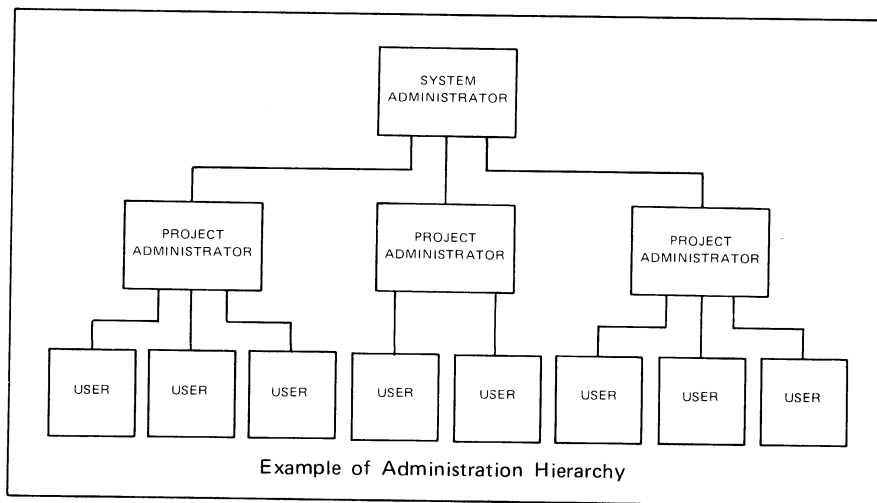 SYSTEM
ADMINISTRATOR
PROJECT
ADMINISTRATOR
PROJECT
ADMINISTRATOR
PROJECT
ADMINISTRATOR
USER
USER
USER
USER
USER
USER
USER
USER
Example of Administration Hierarchy